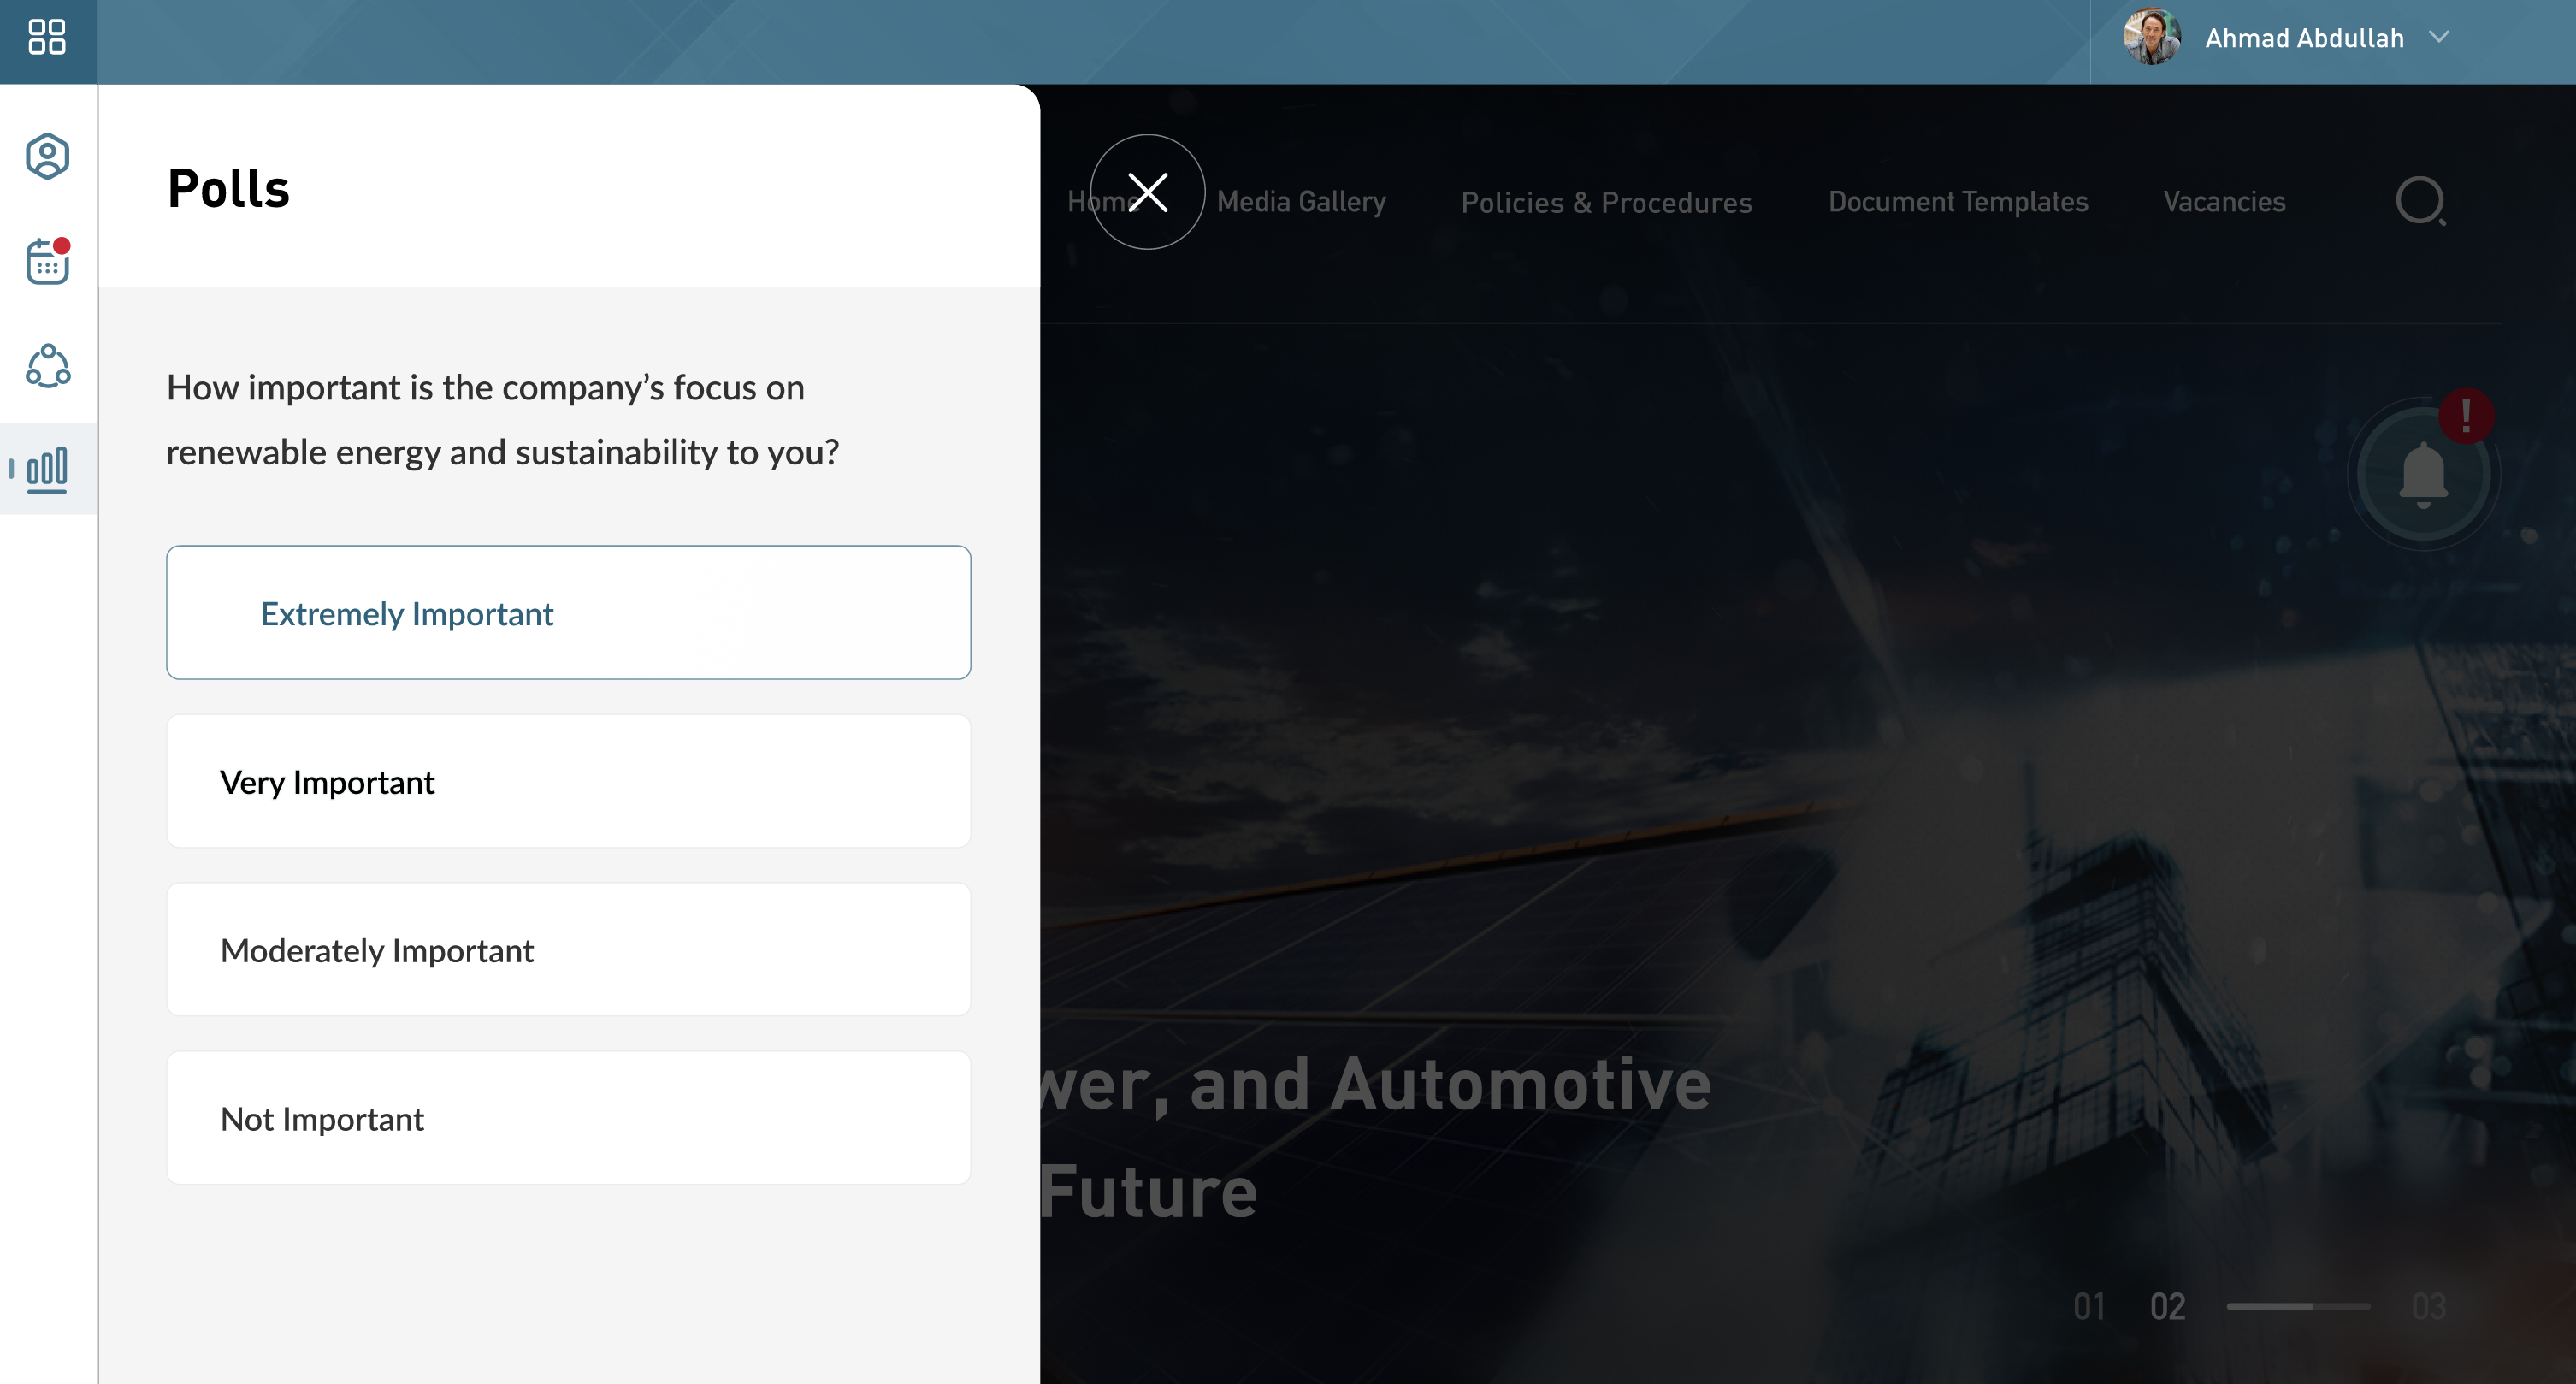 Ahmad Abdullah
Polls
Home
Media Gallery
Policies & Procedures
Document Templates
Vacancies
How important is the company’s focus on
renewable energy and sustainability to you?
!
Extremely Important
Very Important
Moderately Important
Not Important
wer, and Automotive
Future
01 02 03